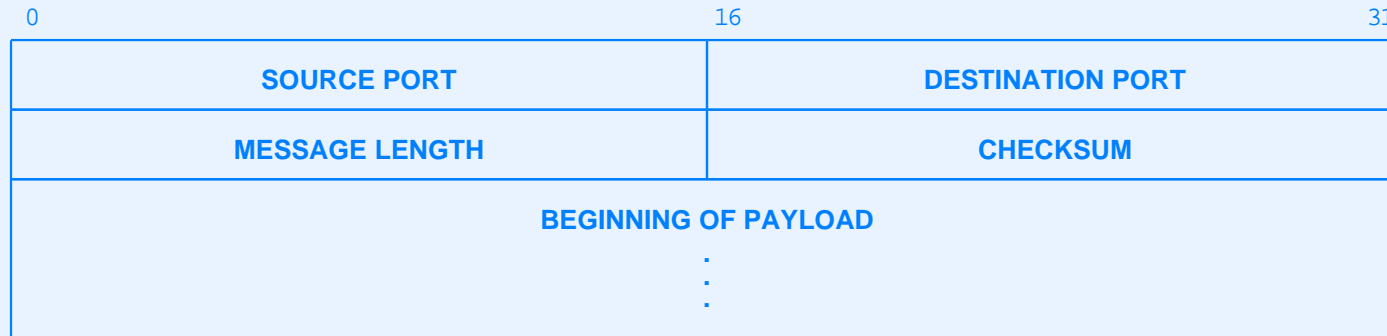 0 16 31
SOURCE PORT DESTINATION PORT
MESSAGE LENGTH CHECKSUM
BEGINNING OF PAYLOAD
.
.
.